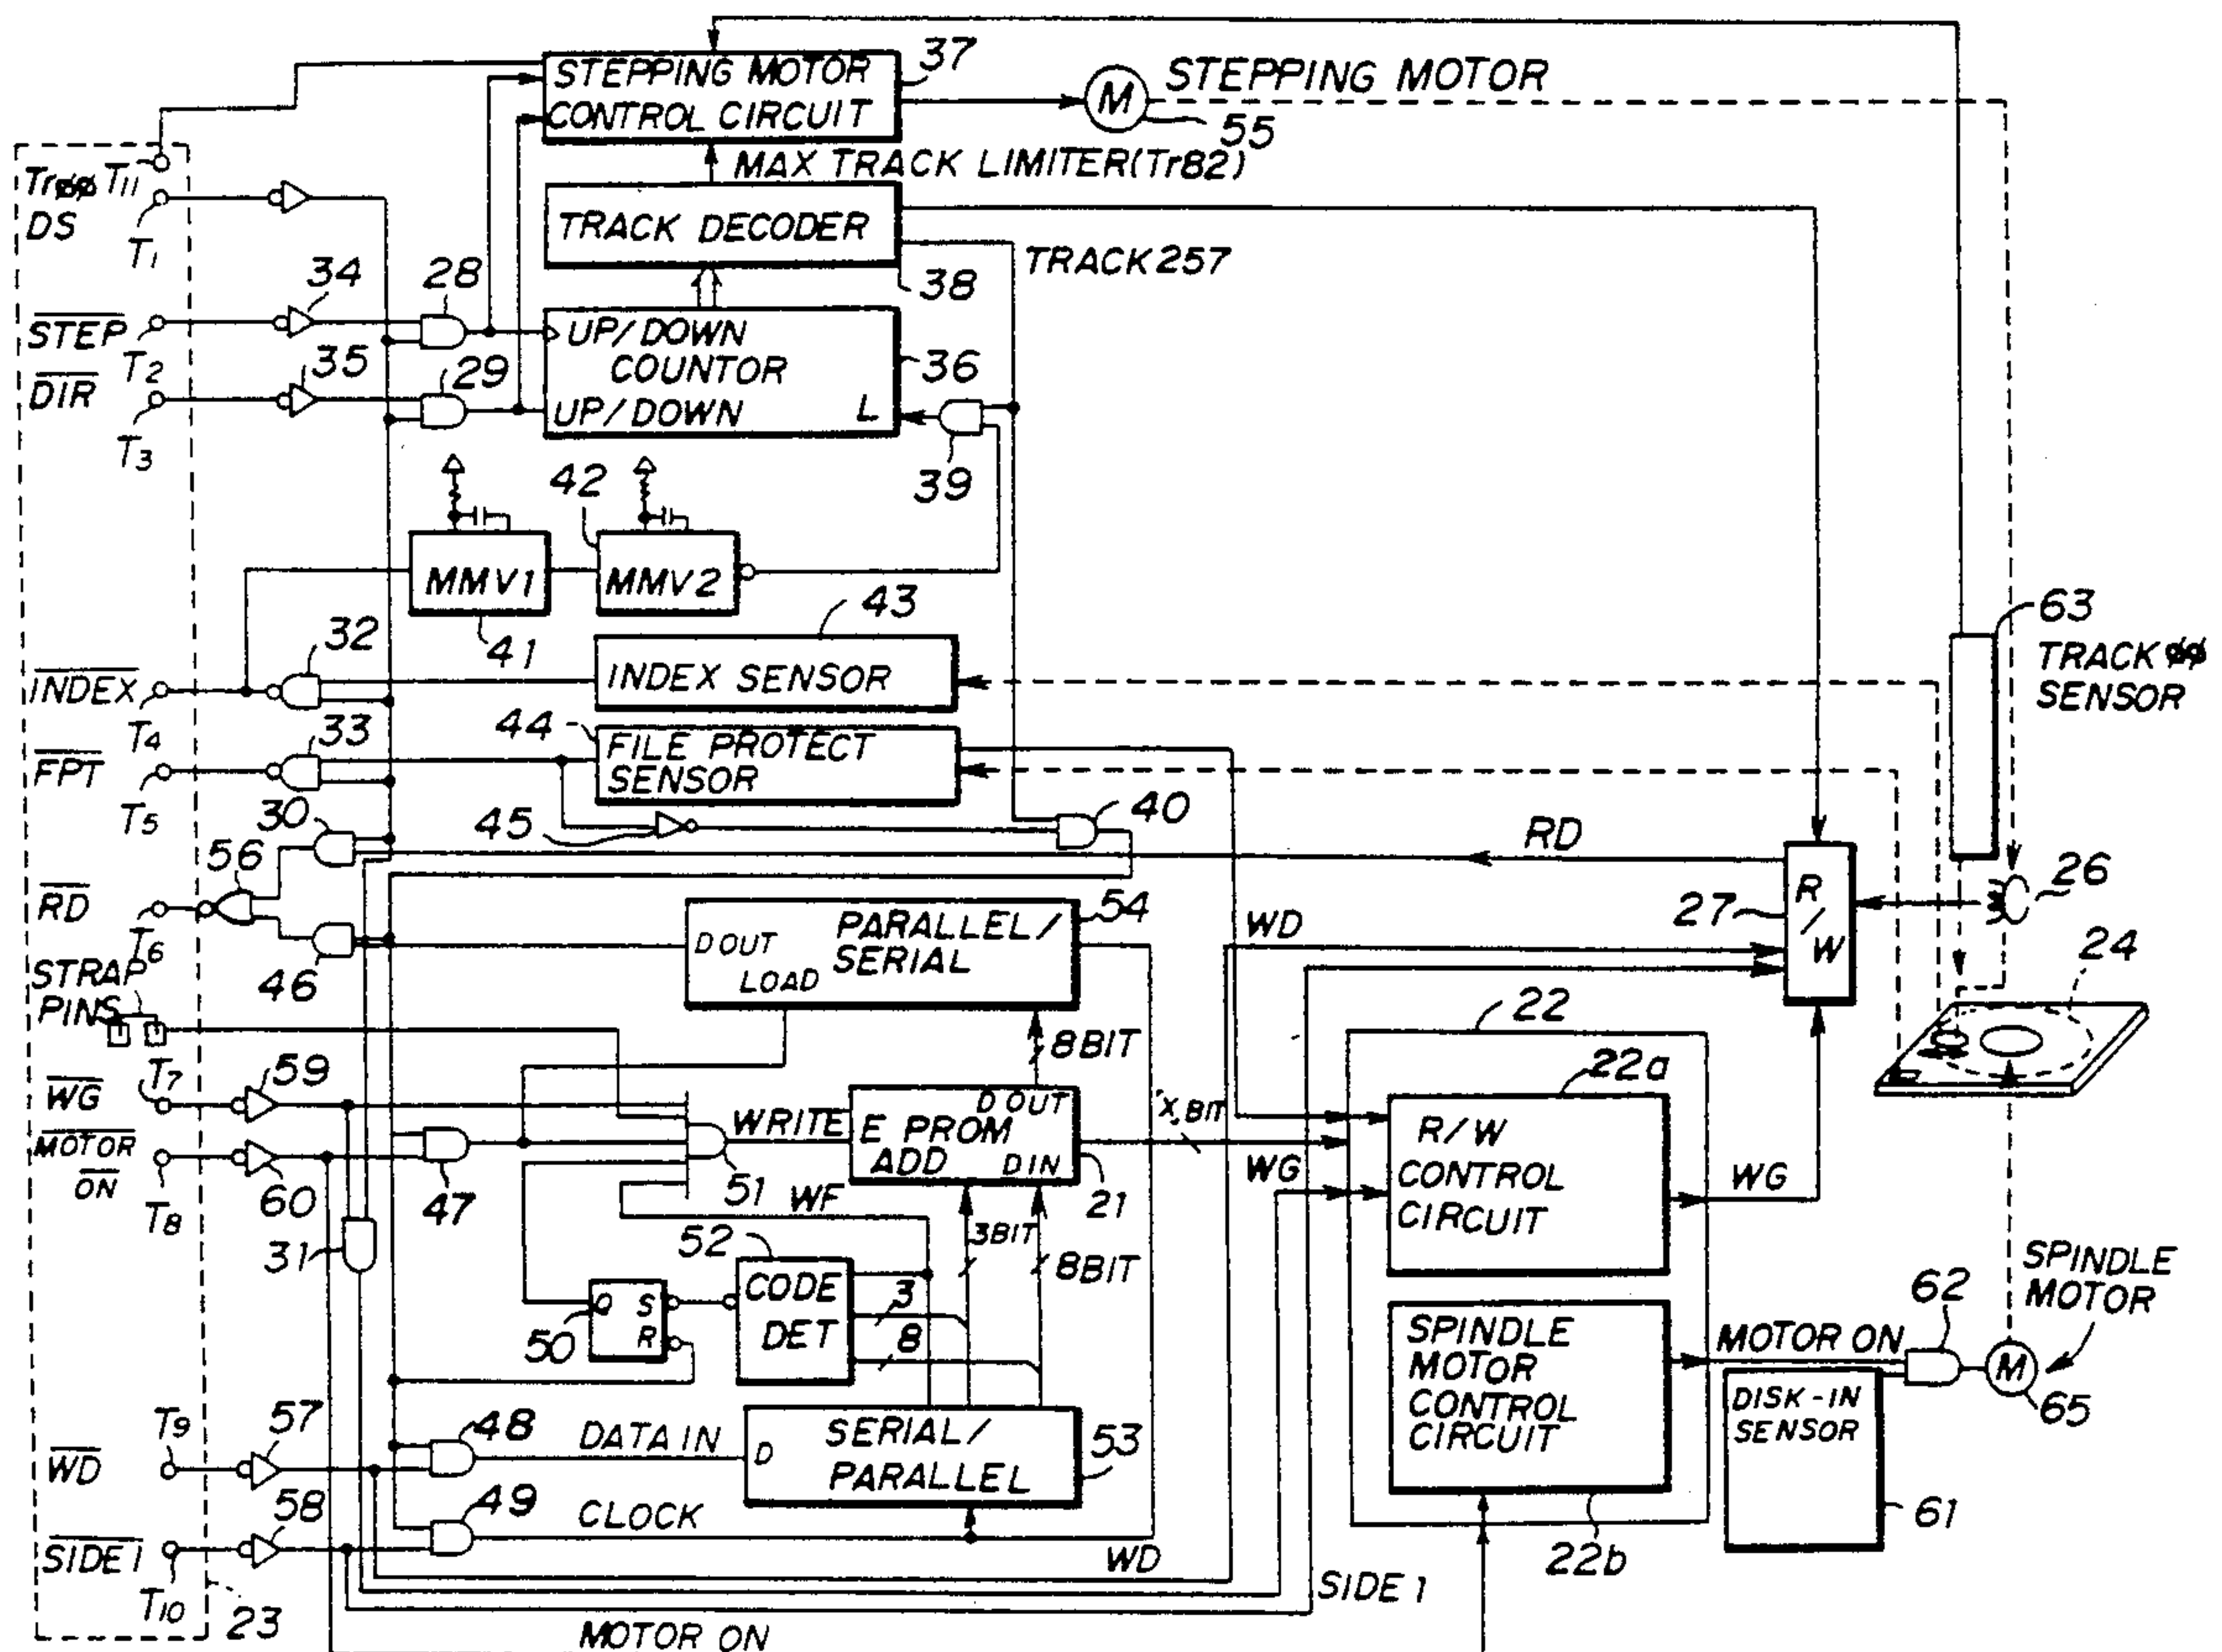 STEPPING MOTOR
CONTROL CIRCUIT
37
M
STEPPING MOTOR
55
MAX TRACK LIMITER(Tr82)
TRACK DECODER
38
TRACK 257
TrØØ T11
DS
T1
STEP
T2
34
28
DIR
T3
35
29
UP/DOWN
COUNTOR
UP/DOWN L
36
39
MMV1
41
42
MMV2
43
INDEX SENSOR
INDEX
T4
32
44
FILE PROTECT
SENSOR
FPT
T5
33
45
40
63
TRACK ØØ
SENSOR
30
56
RD
T6
46
RD
27
R/W
26
24
STRAP
PINS
D OUT
LOAD
PARALLEL/
SERIAL
54
WD
8BIT
WG
T7
59
MOTOR
ON
T8
60
47
WRITE
51
E PROM
ADD
D OUT
DIN
21
X BIT
WG
22
22a
R/W
CONTROL
CIRCUIT
WG
31
WF
3BIT
8BIT
52
CODE
DET
3
8
50
Q S
R
22b
SPINDLE
MOTOR
CONTROL
CIRCUIT
MOTOR ON
62
SPINDLE
MOTOR
M
65
DISK-IN
SENSOR
61
WD
T9
57
48
DATA IN
D
SERIAL/
PARALLEL
53
SIDE 1
T10
58
49
CLOCK
WD
SIDE 1
23
MOTOR ON